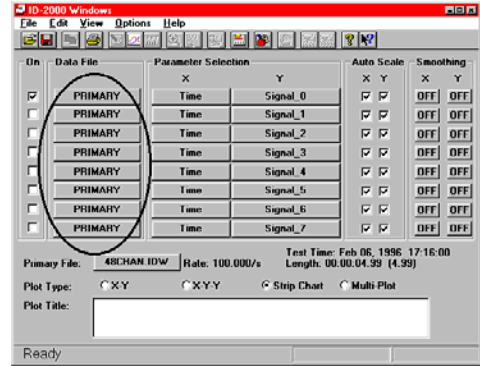 ID-2000 Windows
File Edit View Options Help
On Data File Parameter Selection Auto Scale Smoothing
X Y X Y X Y
PRIMARY Time Signal_0 OFF OFF
PRIMARY Time Signal_1 OFF OFF
PRIMARY Time Signal_2 OFF OFF
PRIMARY Time Signal_3 OFF OFF
PRIMARY Time Signal_4 OFF OFF
PRIMARY Time Signal_5 OFF OFF
PRIMARY Time Signal_6 OFF OFF
PRIMARY Time Signal_7 OFF OFF
Test Time: Feb 06, 1996 17:16:00
Primary File: 48CHAN.IDW Rate: 100.000/s Length: 00:00:04.99 (4.99)
Plot Type: X-Y X-Y-Y Strip Chart Multi-Plot
Plot Title:
Ready